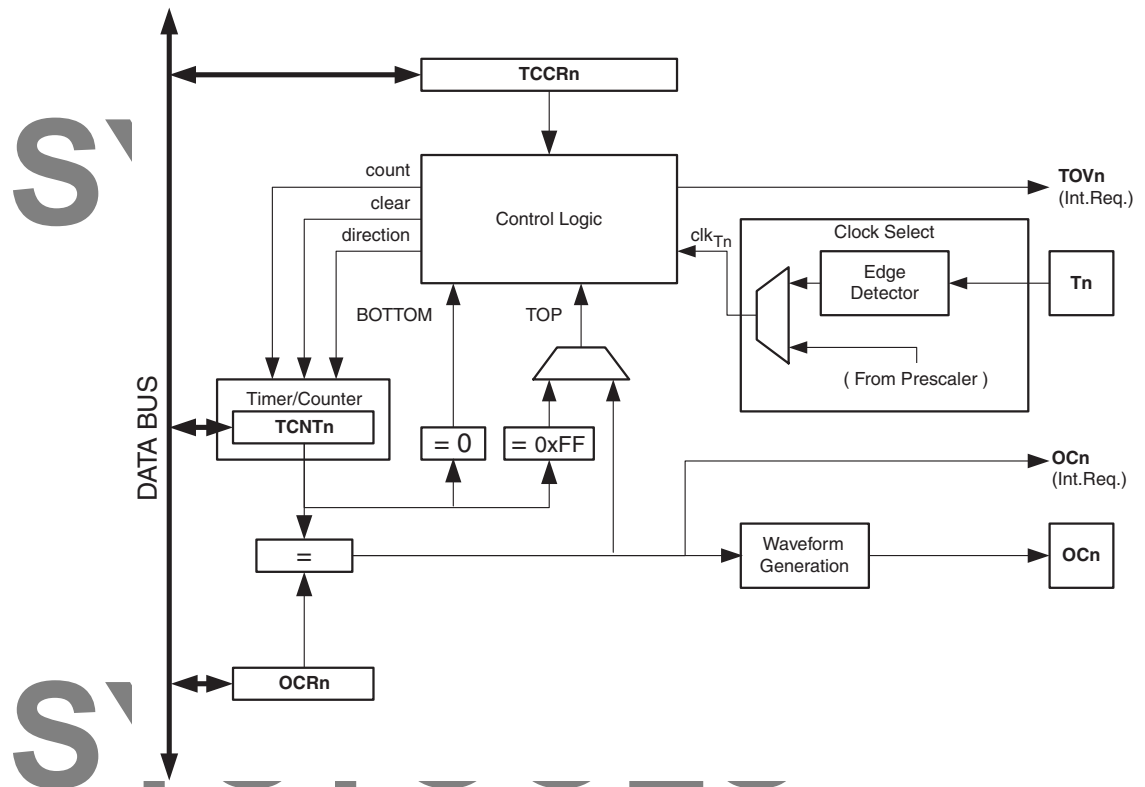 TCCRn
count
clear
direction
Control Logic
TOVn
(Int.Req.)
clkTn
Clock Select
Edge
Detector
Tn
( From Prescaler )
BOTTOM
TOP
DATA BUS
Timer/Counter
TCNTn
= 0
= 0xFF
=
OCn
(Int.Req.)
Waveform
Generation
OCn
OCRn